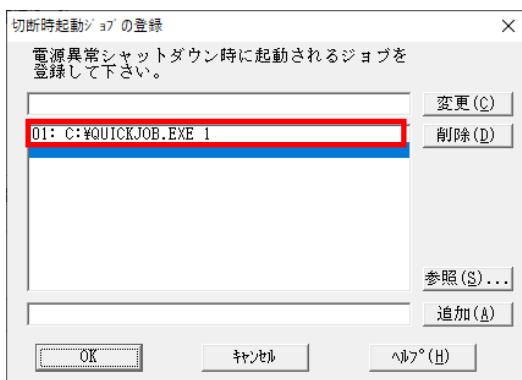 切断時起動ｼﾞｮﾌﾞの登録
電源異常シャットダウン時に起動されるジョブを
登録して下さい。
変更(C)
01: C:¥QUICKJOB.EXE 1
削除(D)
参照(S)...
追加(A)
OK
ｷｬﾝｾﾙ
ﾍﾙﾌﾟ(H)